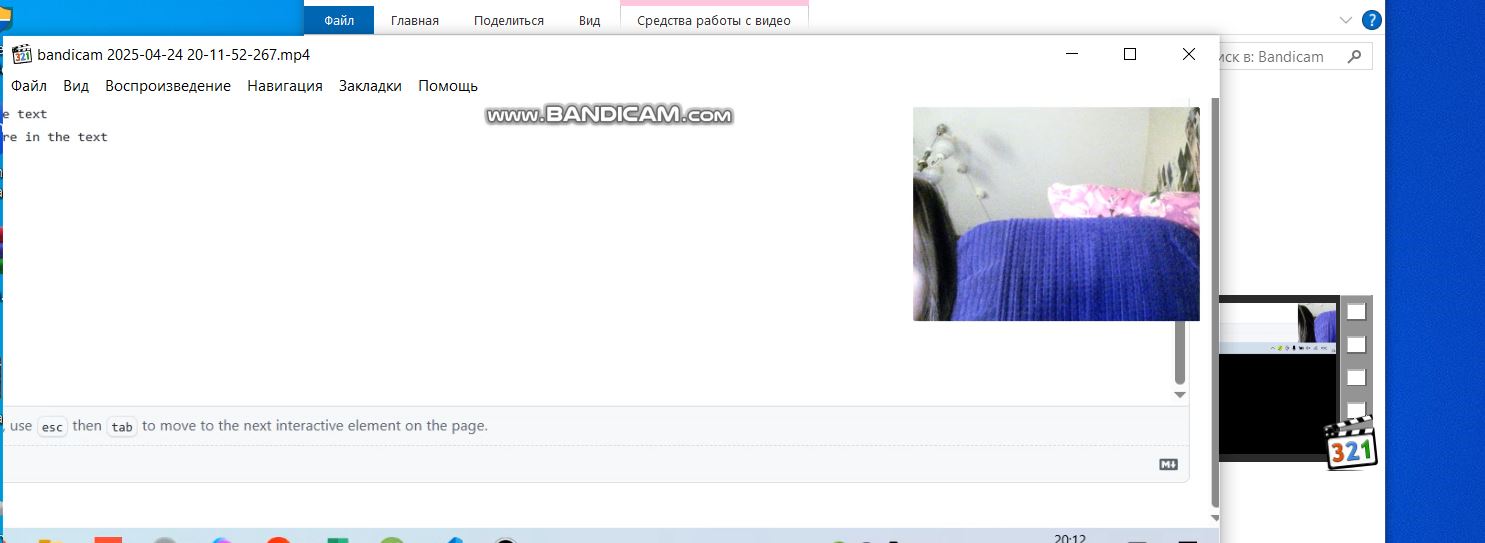 Файл Главная Поделиться Вид Средства работы с видео ?
bandicam 2025-04-24 20-11-52-267.mp4
иск в: Bandicam
Файл Вид Воспроизведение Навигация Закладки Помощь
e text
www.BANDICAM.com
re in the text
321
use esc then tab to move to the next interactive element on the page.
M
20:12